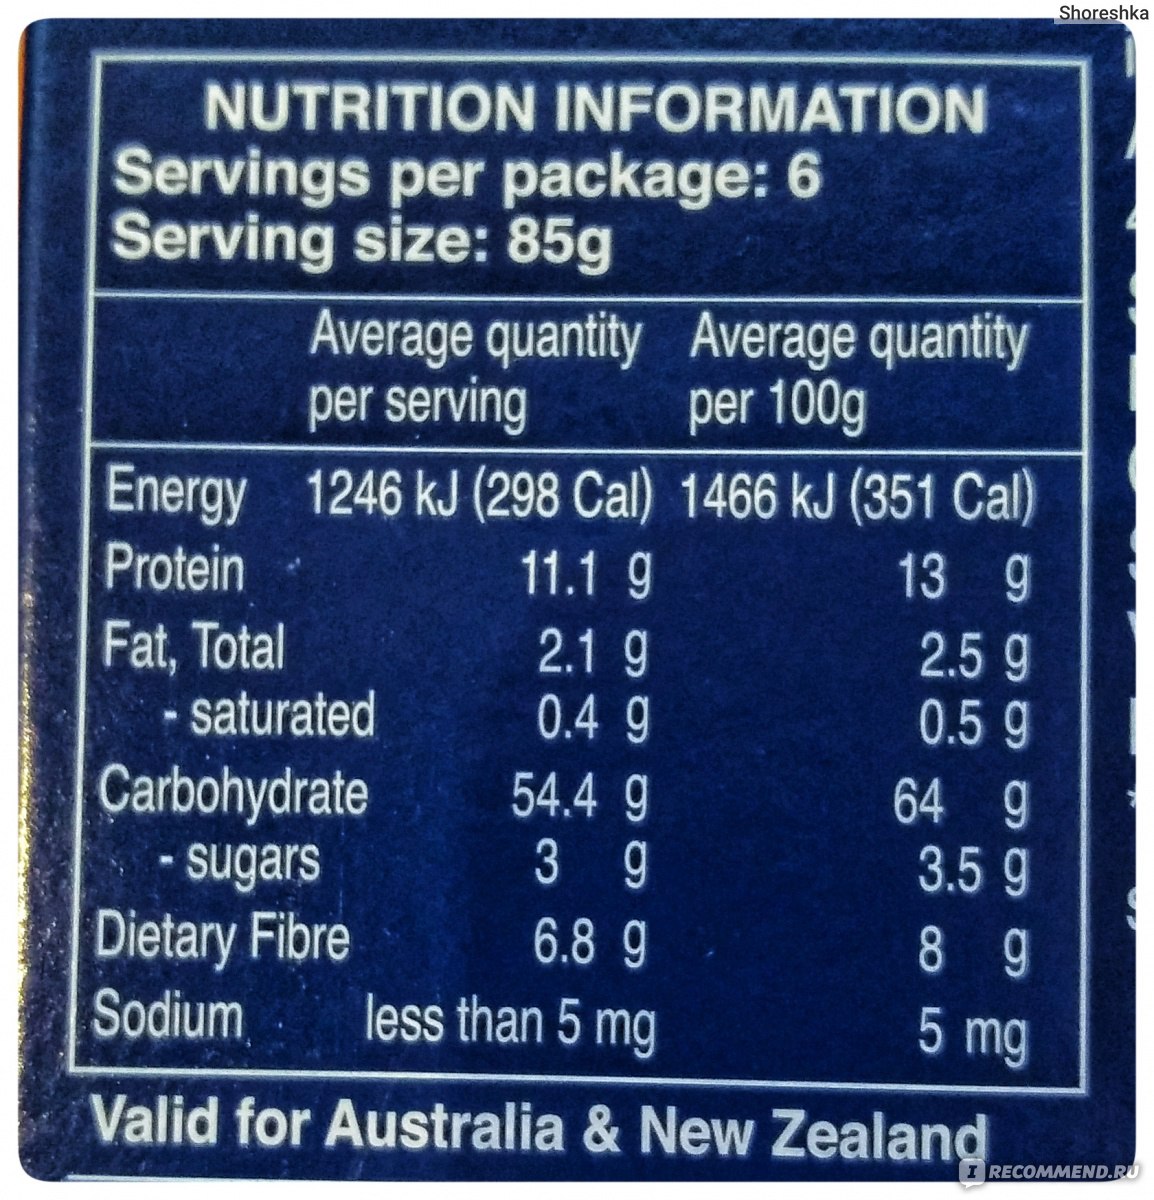 Shoreshka
NUTRITION INFORMATION
Servings per package: 6
Serving size: 85g
Average quantity per serving Average quantity per 100g
Energy 1246 kJ (298 Cal) 1466 kJ (351 Cal)
Protein 11.1 g 13 g
Fat, Total 2.1 g 2.5 g
- saturated 0.4 g 0.5 g
Carbohydrate 54.4 g 64 g
- sugars 3 g 3.5 g
Dietary Fibre 6.8 g 8 g
Sodium less than 5 mg 5 mg
Valid for Australia & New Zealand
IRECOMMEND.RU